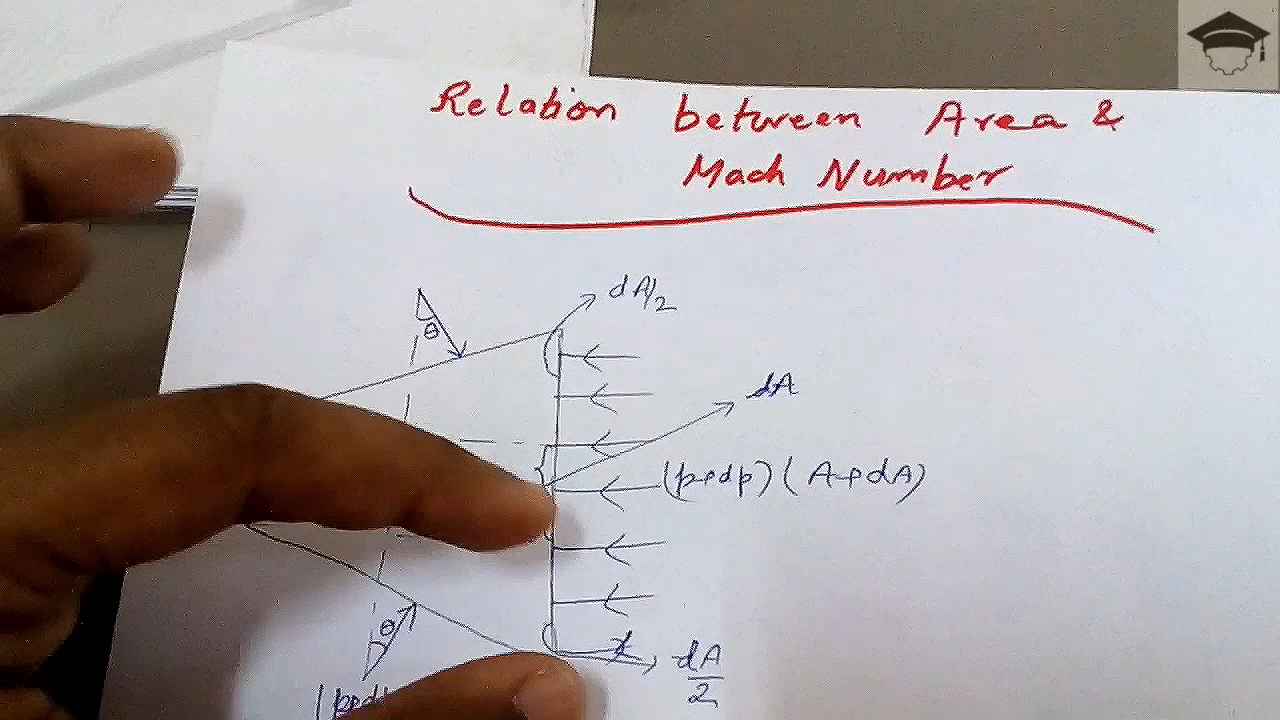 Relation between Area &
Mach Number
dA/2
θ
dA
(p+dp) (A+dA)
θ
dA
2